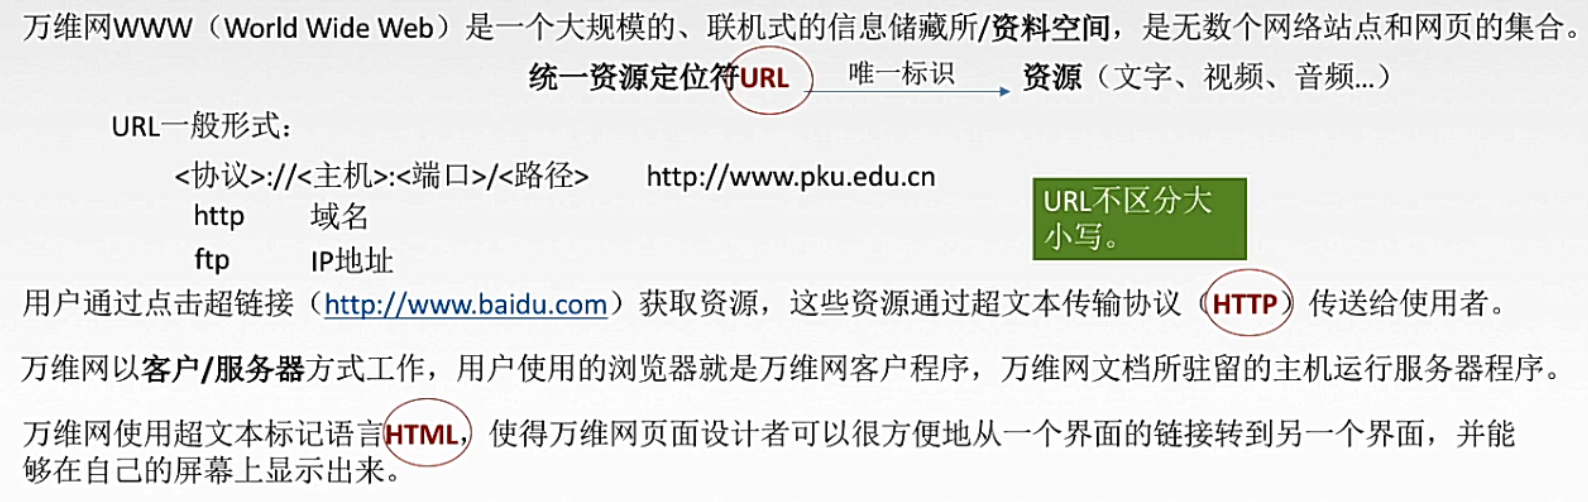 万维网WWW（World Wide Web）是一个大规模的、联机式的信息储藏所/资料空间，是无数个网络站点和网页的集合。
统一资源定位符URL 唯一标识 资源（文字、视频、音频...）
URL一般形式：
<协议>://<主机>:<端口>/<路径> http://www.pku.edu.cn
http 域名
ftp IP地址
URL不区分大
小写。
用户通过点击超链接（http://www.baidu.com）获取资源，这些资源通过超文本传输协议（HTTP）传送给使用者。
万维网以客户/服务器方式工作，用户使用的浏览器就是万维网客户程序，万维网文档所驻留的主机运行服务器程序。
万维网使用超文本标记语言HTML，使得万维网页面设计者可以很方便地从一个界面的链接转到另一个界面，并能
够在自己的屏幕上显示出来。